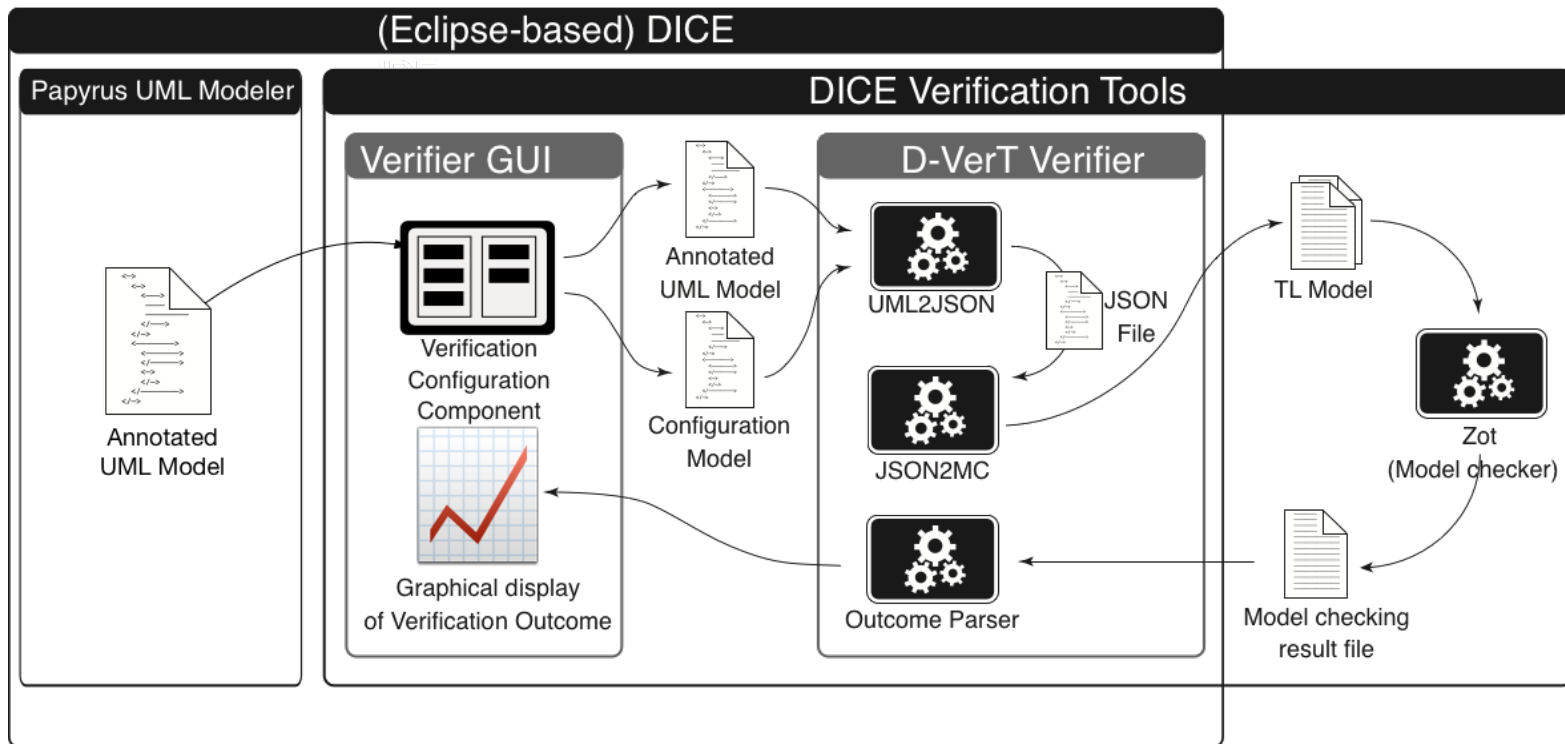 (Eclipse-based) DICE
Papyrus UML Modeler
DICE Verification Tools
Verifier GUI
D-VerT Verifier
Annotated
UML Model
Verification
Configuration
Component
Annotated
UML Model
Configuration
Model
UML2JSON
JSON
File
JSON2MC
TL Model
Zot
(Model checker)
Graphical display
of Verification Outcome
Outcome Parser
Model checking
result file